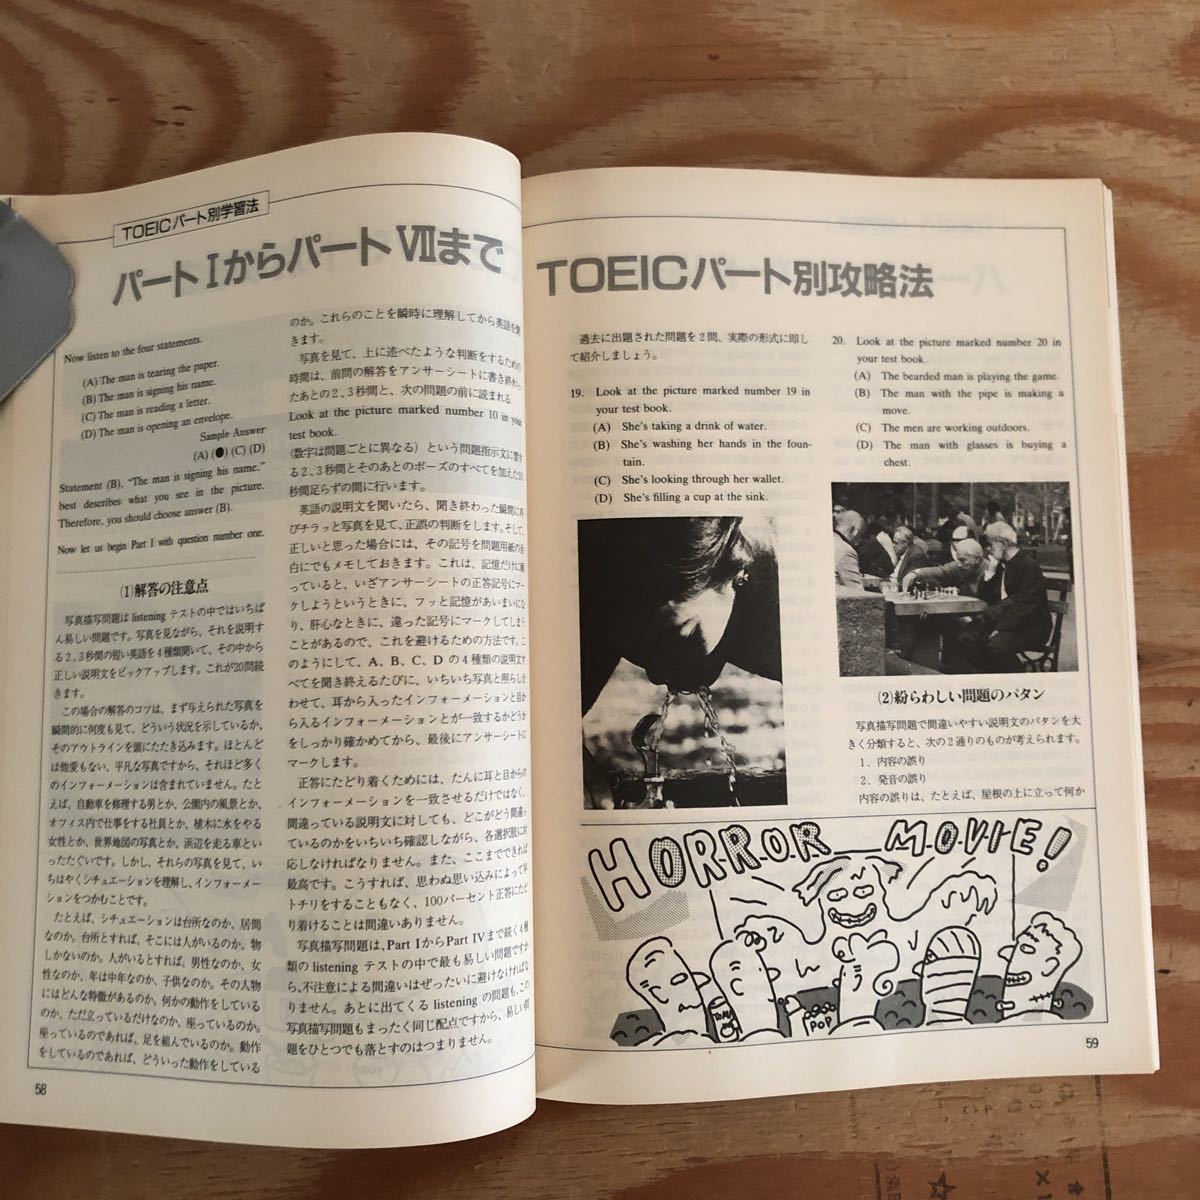 TOEICパート別学習法
パートⅠからパートⅦまで
Now listen to the four statements.
(A) The man is tearing the paper.
(B) The man is signing his name.
(C) The man is reading a letter.
(D) The man is opening an envelope.
Sample Answer
(A) (●) (C) (D)
Statement (B), "The man is signing his name."
best describes what you see in the picture.
Therefore, you should choose answer (B).
Now let us begin Part I with question number one.
(1)解答の注意点
写真描写問題は listening テストの中ではいちば
ん易しい問題です。写真を見ながら、それを説明す
る2、3秒間の短い英語を4種類聞いて、その中から
正しい説明文をピックアップします。これが20問続
きます。
この場合の解答のコツは、まず与えられた写真を
瞬間的に何度も見て、どういう状況を示しているか、
そのアウトラインを頭にたたき込みます。ほとんど
は他愛もない、平凡な写真ですから、それほど多く
のインフォーメーションは含まれていません。たと
えば、自動車を修理する男とか、公園内の風景とか、
オフィス内で仕事をする社員とか、植木に水をやる
女性とか、世界地図の写真とか、浜辺を走る車とい
ったたぐいです。しかし、それらの写真を見て、い
ちはやくシチュエーションを理解し、インフォーメー
ションをつかむことです。
たとえば、シチュエーションは台所なのか、居間
なのか。台所とすれば、そこには人がいるのか、物
しかないのか。人がいるとすれば、男性なのか、女
性なのか、年は中年なのか、子供なのか。その人物
にはどんな特徴があるのか。何かの動作をしている
のか、ただ立っているだけなのか、座っているのか。
座っているのであれば、足を組んでいるのか。動作
をしているのであれば、どういった動作をしている
58
のか。これらのことを瞬時に理解してから英語を聞
きます。
写真を見て、上に述べたような判断をするための
時間は、前問の解答をアンサーシートに書き終わっ
たあとの2、3秒間と、次の問題の前に読まれる
Look at the picture marked number 10 in your
test book.
(数字は問題ごとに異なる) という問題指示文に要す
る2、3秒間とそのあとのポーズのすべてを加えた10
秒間足らずの間に行います。
英語の説明文を聞いたら、聞き終わった瞬間に再
びチラッと写真を見て、正誤の判断をします。そして、
正しいと思った場合には、その記号を問題用紙の余
白にでもメモしておきます。これは、記憶だけに頼
っていると、いざアンサーシートの正答記号にマー
クしようというときに、フッと記憶があいまいにな
り、肝心なときに、違った記号にマークしてしまう
ことがあるので、これを避けるための方法です。こ
のようにして、A、B、C、Dの4種類の説明文す
べてを聞き終えるたびに、いちいち写真と照らし合
わせて、耳から入ったインフォーメーションと目か
ら入るインフォーメーションとが一致するかどうか
をしっかり確かめてから、最後にアンサーシートに
マークします。
正答にたどり着くためには、たんに耳と目からの
インフォーメーションを一致させるだけではなく、
間違っている説明文に対しても、どこがどう間違っ
ているのかをいちいち確認しながら、各選択肢に対
応しなければなりません。また、ここまでできれば
最高です。こうすれば、思わぬ思い込みによって早
トチリをすることもなく、100パーセント正答にたど
り着けることは間違いありません。
写真描写問題は、Part IからPart IVまで続く4種
類の listening テストの中で最も易しい問題ですか
ら、不注意による間違いはぜったいに避けなければな
りません。あとに出てくる listening の問題も、この
写真描写問題もまったく同じ配点ですから、易しい問
題をひとつでも落とすのはつまりません。
TOEICパート別攻略法
過去に出題された問題を2問、実際の形式に即し
て紹介しましょう。
19. Look at the picture marked number 19 in
your test book.
(A) She's taking a drink of water.
(B) She's washing her hands in the foun-
tain.
(C) She's looking through her wallet.
(D) She's filling a cup at the sink.
20. Look at the picture marked number 20 in
your test book.
(A) The bearded man is playing the game.
(B) The man with the pipe is making a
move.
(C) The men are working outdoors.
(D) The man with glasses is buying a
chest.
(2)紛らわしい問題のパタン
写真描写問題で間違いやすい説明文のパタンを大
きく分類すると、次の2通りのものが考えられます。
1．内容の誤り
2．発音の誤り
内容の誤りは、たとえば、屋根の上に立って何か
HORROR MOVIE!
POP
59